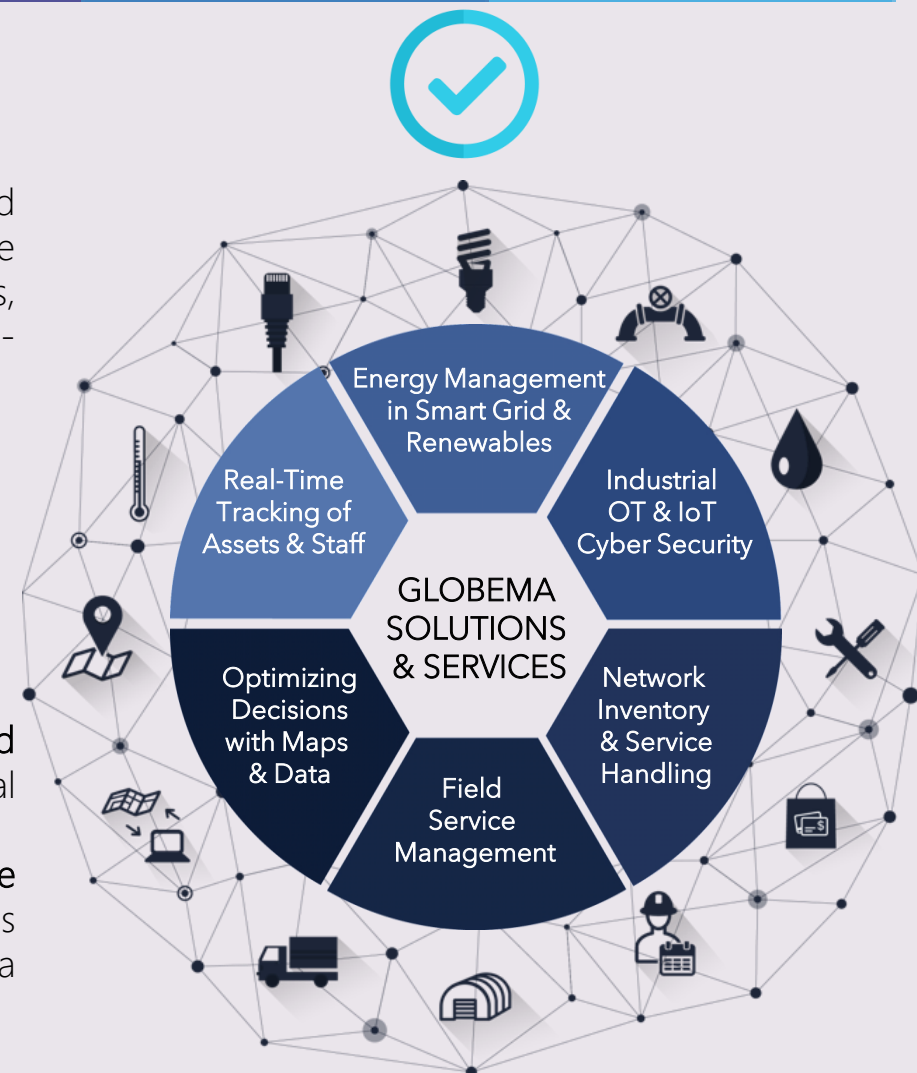 d
e
s,
-
d
al
e
s
a
Energy Management
in Smart Grid &
Renewables
Industrial
OT & IoT
Cyber Security
Network
Inventory
& Service
Handling
Field
Service
Management
Optimizing
Decisions
with Maps
& Data
Real-Time
Tracking of
Assets & Staff
GLOBEMA
SOLUTIONS
& SERVICES
$